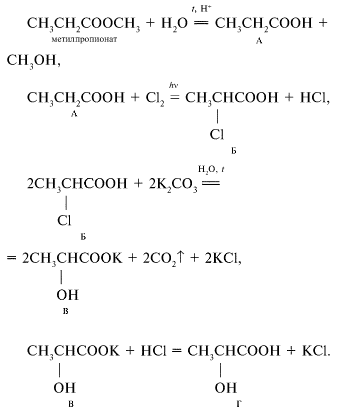 t, H⁺
CH₃CH₂COOCH₃ + H₂O = CH₃CH₂COOH +
метилпропионат А
CH₃OH,
hν
CH₃CH₂COOH + Cl₂ = CH₃CHCOOH + HCl,
А |
Cl
Б
H₂O, t
2CH₃CHCOOH + 2K₂CO₃ =
|
Cl
Б
= 2CH₃CHCOOK + 2CO₂↑ + 2KCl,
|
OH
В
CH₃CHCOOK + HCl = CH₃CHCOOH + KCl.
| |
OH OH
В Г